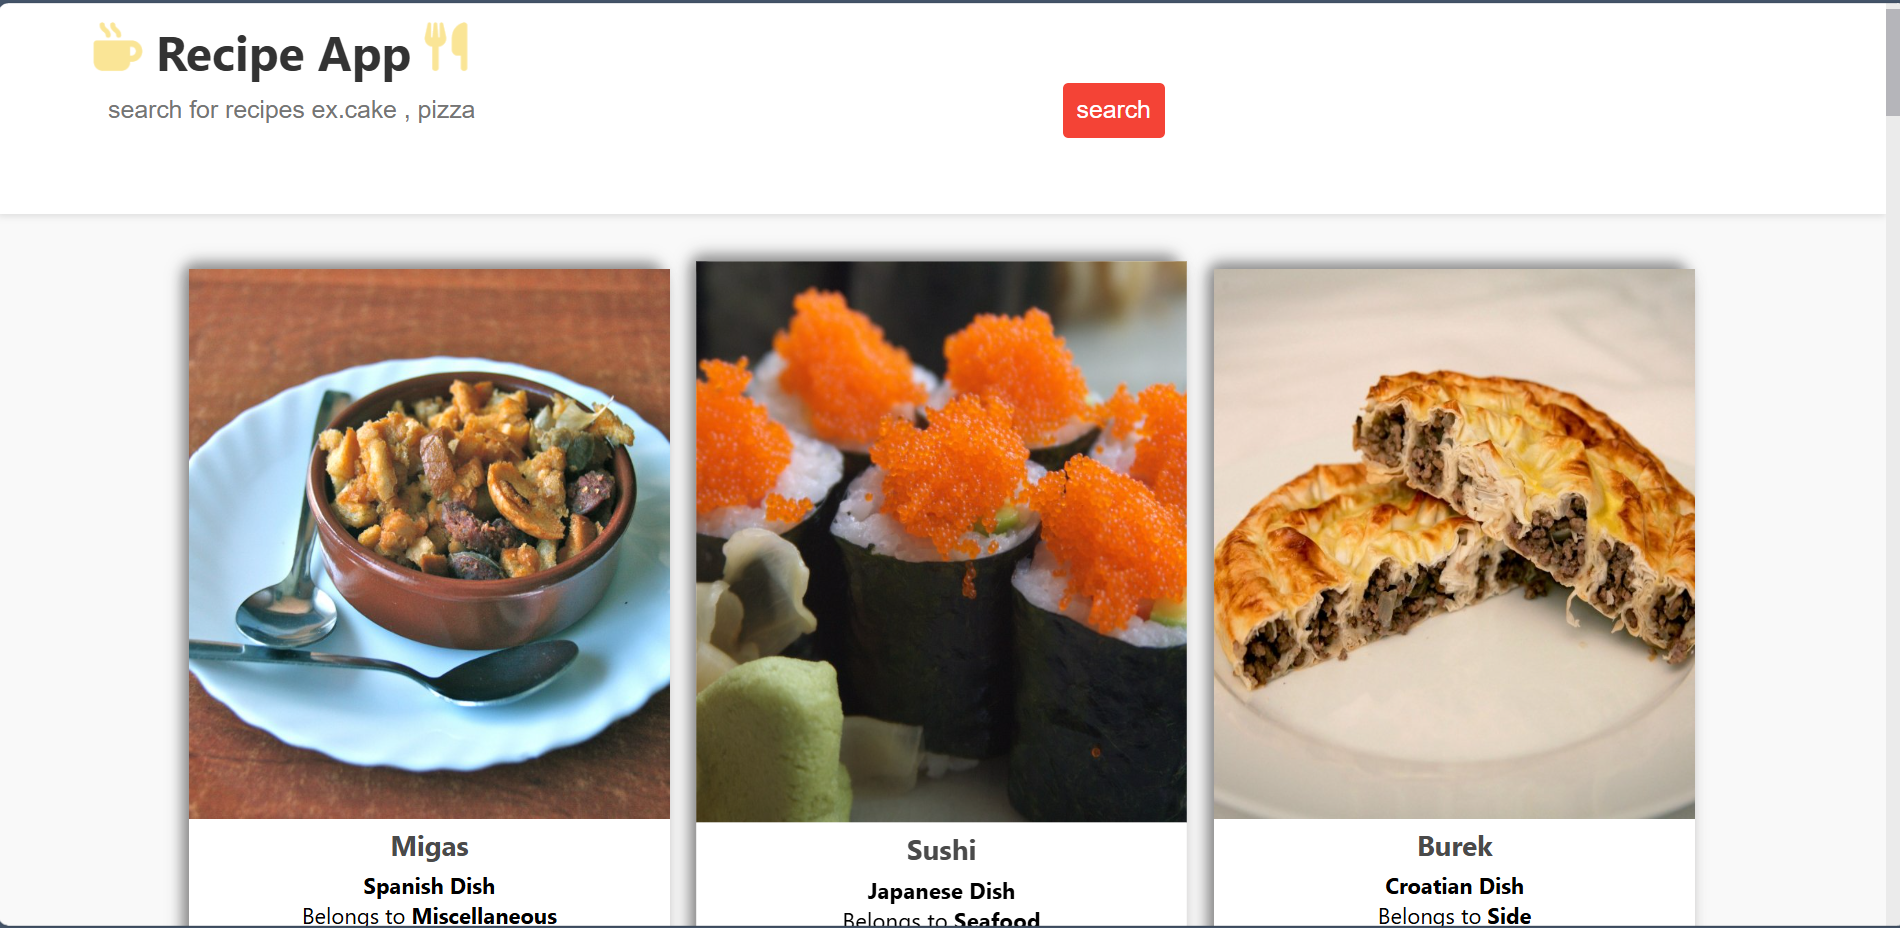 Recipe App
search for recipes ex.cake , pizza
search
Migas
Spanish Dish
Belongs to Miscellaneous
Sushi
Japanese Dish
Belongs to Seafood
Burek
Croatian Dish
Belongs to Side